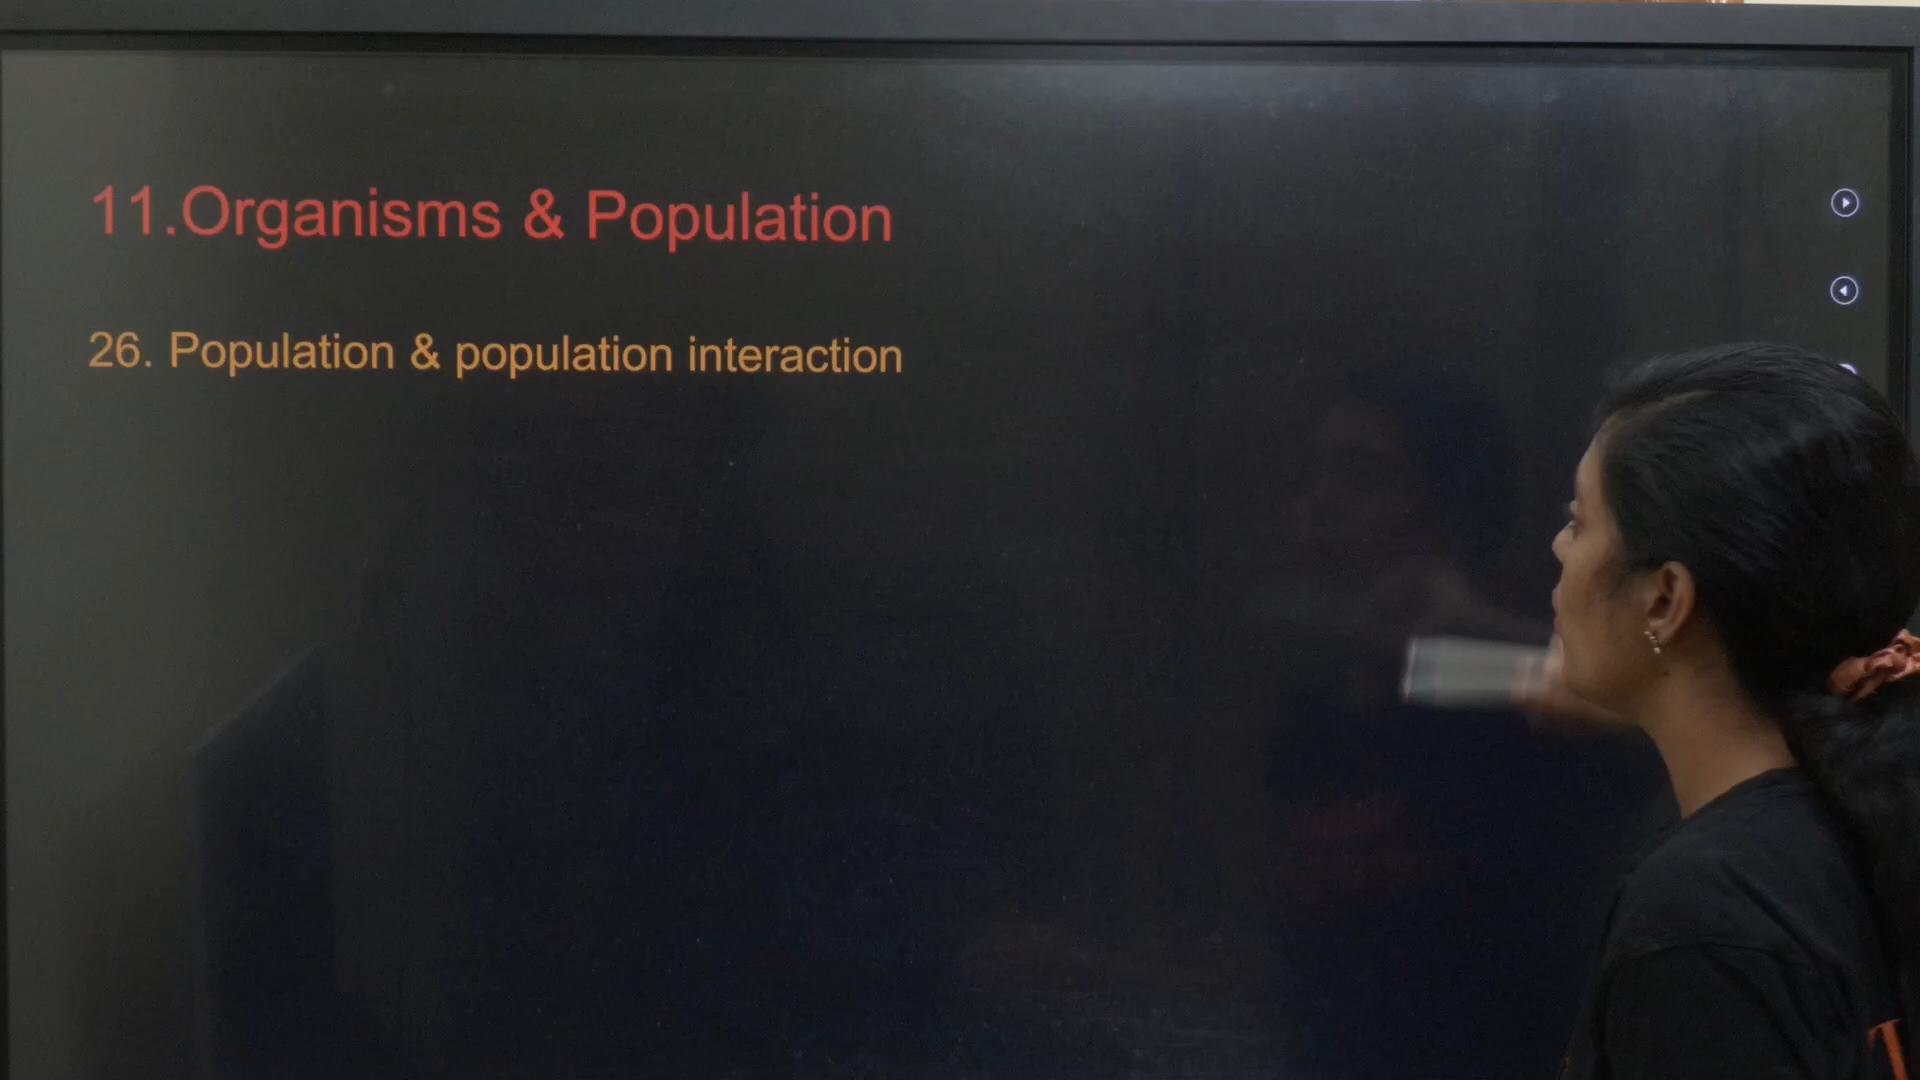 11.Organisms & Population
26. Population & population interaction